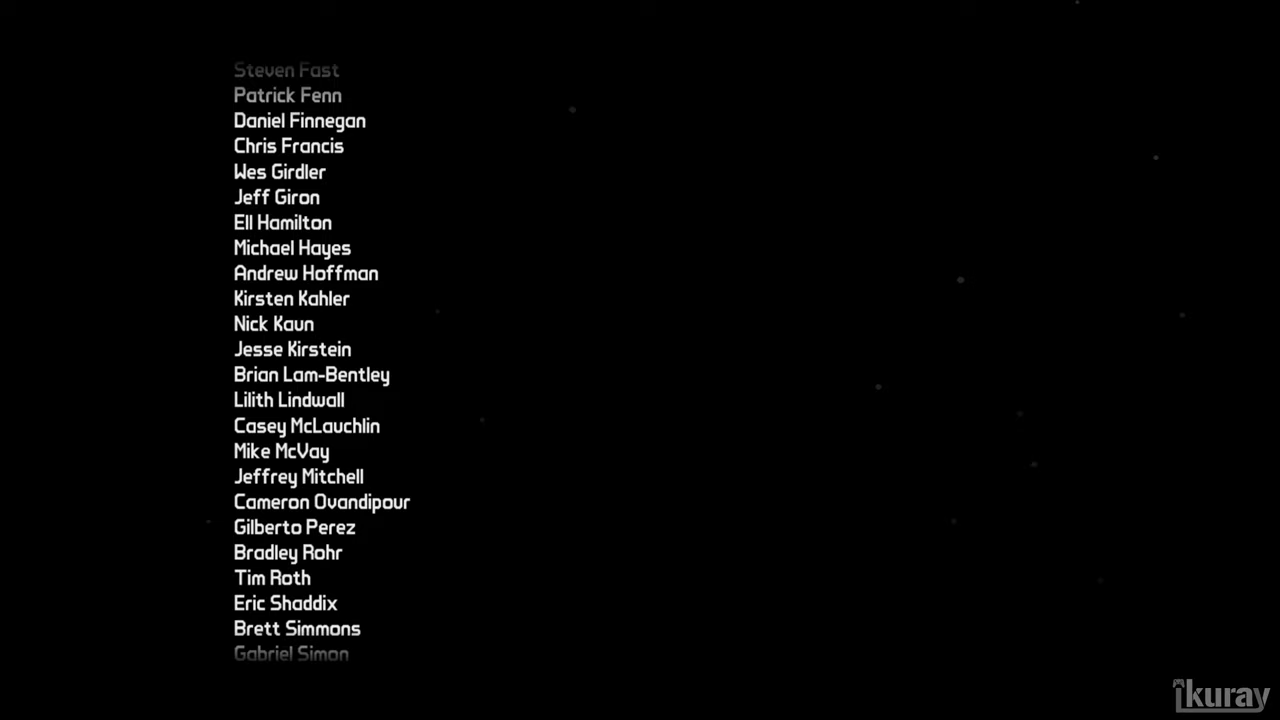 Steven Fast
Patrick Fenn
Daniel Finnegan
Chris Francis
Wes Girdler
Jeff Giron
Ell Hamilton
Michael Hayes
Andrew Hoffman
Kirsten Kahler
Nick Kaun
Jesse Kirstein
Brian Lam-Bentley
Lilith Lindwall
Casey McLauchlin
Mike McVay
Jeffrey Mitchell
Cameron Ovandipour
Gilberto Perez
Bradley Rohr
Tim Roth
Eric Shaddix
Brett Simmons
Gabriel Simon
ikuray